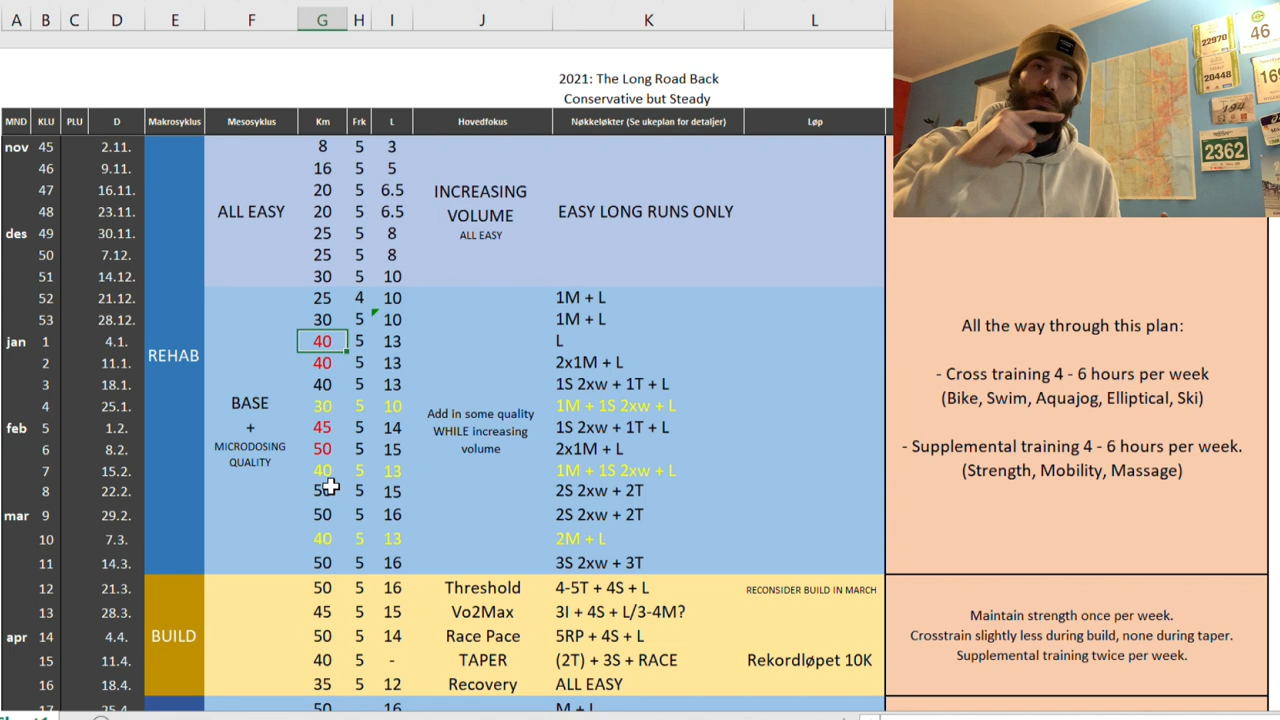 A B C D E F G H I J K L
2021: The Long Road Back
Conservative but Steady
MND KLU PLU D Makrosyklus Mesosyklus Km Frk L Hovedfokus Nøkkeløkter (Se ukeplan for detaljer) Løp
nov 45 2.11. 8 5 3
46 9.11. 16 5 5
47 16.11. 20 5 6.5 INCREASING
48 23.11. ALL EASY 20 5 6.5 VOLUME EASY LONG RUNS ONLY
des 49 30.11. 25 5 8 ALL EASY
50 7.12. 25 5 8
51 14.12. 30 5 10
52 21.12. 25 4 10 1M + L
53 28.12. 30 5 10 1M + L
jan 1 4.1. 40 5 13 L
REHAB
2 11.1. 40 5 13 2x1M + L
3 18.1. 40 5 13 1S 2xw + 1T + L
4 25.1. BASE 30 5 10 Add in some quality 1M + 1S 2xw + L
feb 5 1.2. + 45 5 14 WHILE increasing 1S 2xw + 1T + L
6 8.2. MICRODOSING 50 5 15 volume 2x1M + L
7 15.2. QUALITY 40 5 13 1M + 1S 2xw + L
8 22.2. 5 15 2S 2xw + 2T
mar 9 29.2. 50 5 16 2S 2xw + 2T
10 7.3. 40 5 13 2M + L
11 14.3. 50 5 16 3S 2xw + 3T
12 21.3. 50 5 16 Threshold 4-5T + 4S + L RECONSIDER BUILD IN MARCH
13 28.3. 45 5 15 Vo2Max 3I + 4S + L/3-4M?
apr 14 4.4. BUILD 50 5 14 Race Pace 5RP + 4S + L
15 11.4. 40 5 - TAPER (2T) + 3S + RACE Rekordløpet 10K
16 18.4. 35 5 12 Recovery ALL EASY
17 25.4 50 16 M + L
All the way through this plan:
- Cross training 4 - 6 hours per week
(Bike, Swim, Aquajog, Elliptical, Ski)
- Supplemental training 4 - 6 hours per week.
(Strength, Mobility, Massage)
Maintain strength once per week.
Crosstrain slightly less during build, none during taper.
Supplemental training twice per week.
22970
46
20448
194
2362